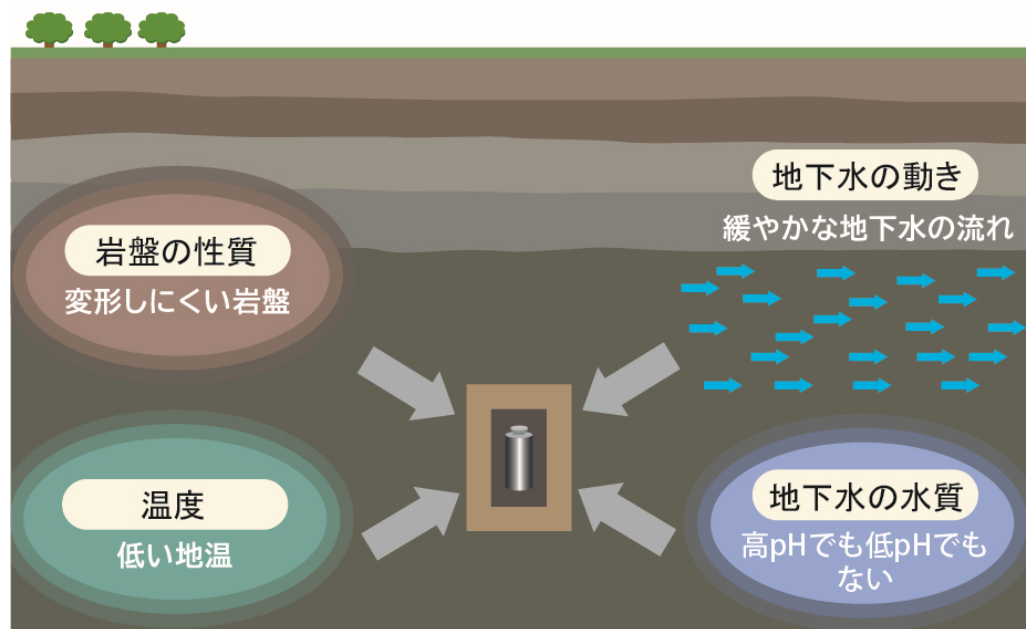 岩盤の性質
変形しにくい岩盤
地下水の動き
緩やかな地下水の流れ
温度
低い地温
地下水の水質
高pHでも低pHでも
ない